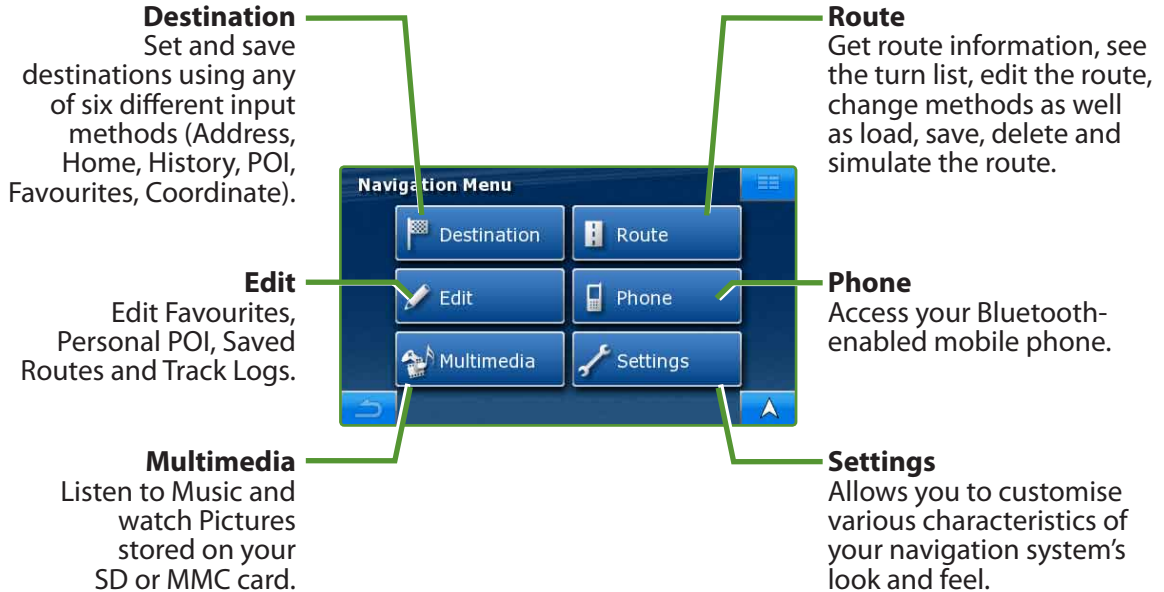 Destination
Set and save
destinations using any
of six different input
methods (Address,
Home, History, POI,
Favourites, Coordinate).
Route
Get route information, see
the turn list, edit the route,
change methods as well
as load, save, delete and
simulate the route.
Navigation Menu
Destination
Route
Edit
Phone
Multimedia
Settings
Edit
Edit Favourites,
Personal POI, Saved
Routes and Track Logs.
Phone
Access your Bluetooth-
enabled mobile phone.
Multimedia
Listen to Music and
watch Pictures
stored on your
SD or MMC card.
Settings
Allows you to customise
various characteristics of
your navigation system’s
look and feel.